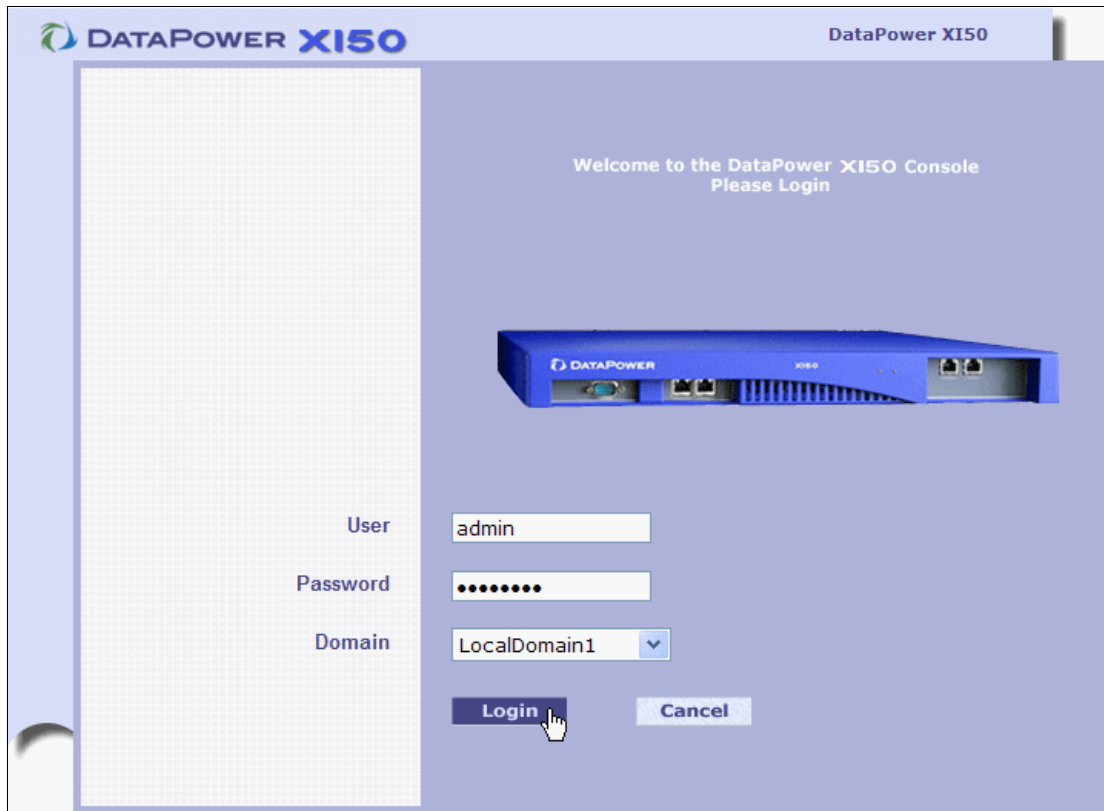 DATAPOWER XI50
DataPower XI50
Welcome to the DataPower XI50 Console
Please Login
DATAPOWER
XI50
User
admin
Password
••••••••
Domain
LocalDomain1
Login
Cancel